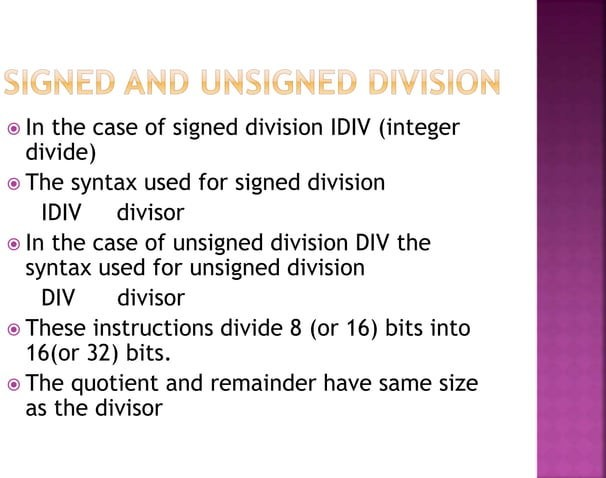 SIGNED AND UNSIGNED DIVISION
In the case of signed division IDIV (integer
divide)
The syntax used for signed division
IDIV divisor
In the case of unsigned division DIV the
syntax used for unsigned division
DIV divisor
These instructions divide 8 (or 16) bits into
16(or 32) bits.
The quotient and remainder have same size
as the divisor